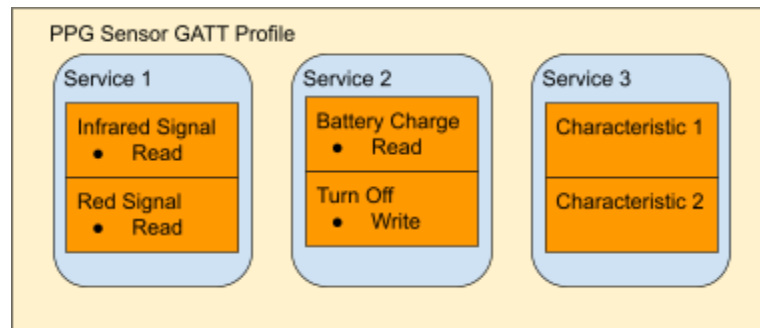 PPG Sensor GATT Profile
Service 1
Infrared Signal
● Read
Red Signal
● Read
Service 2
Battery Charge
● Read
Turn Off
● Write
Service 3
Characteristic 1
Characteristic 2